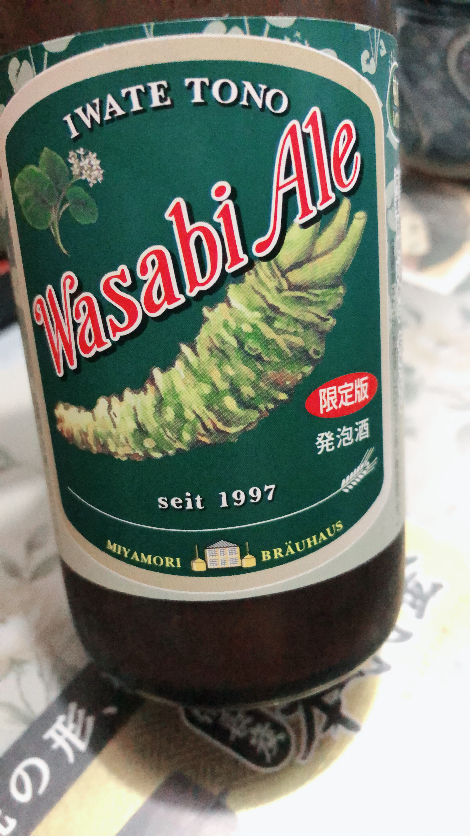 IWATE TONO
Wasabi Ale
限定版
発泡酒
seit 1997
MIYAMORI BRÄUHAUS
の形、